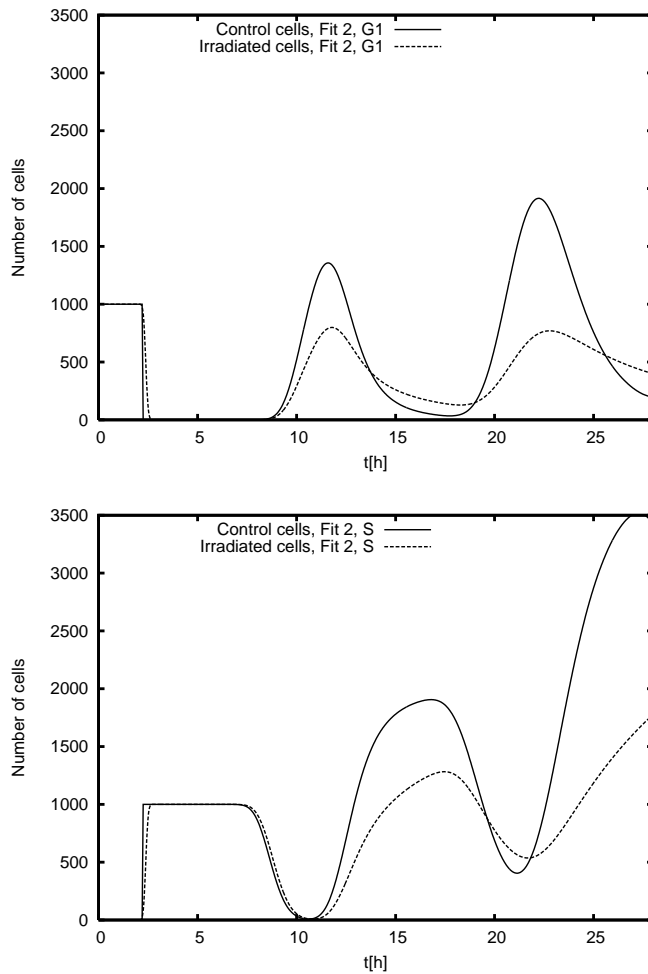 Control cells, Fit 2, G1
Irradiated cells, Fit 2, G1
3500
3000
2500
2000
1500
1000
500
0
Number of cells
0 5 10 15 20 25
t[h]
Control cells, Fit 2, S
Irradiated cells, Fit 2, S
3500
3000
2500
2000
1500
1000
500
0
Number of cells
0 5 10 15 20 25
t[h]